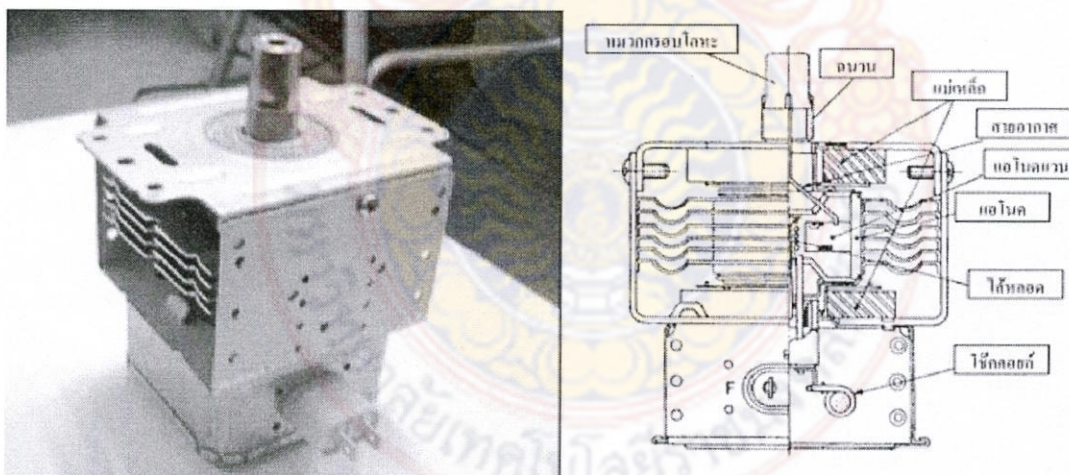 หมวกครอบโลหะ
ฉนวน
แม่เหล็ก
สายอากาศ
แอโนดแวน
แอโนด
ไส้หลอด
โช๊คคอยล์
F